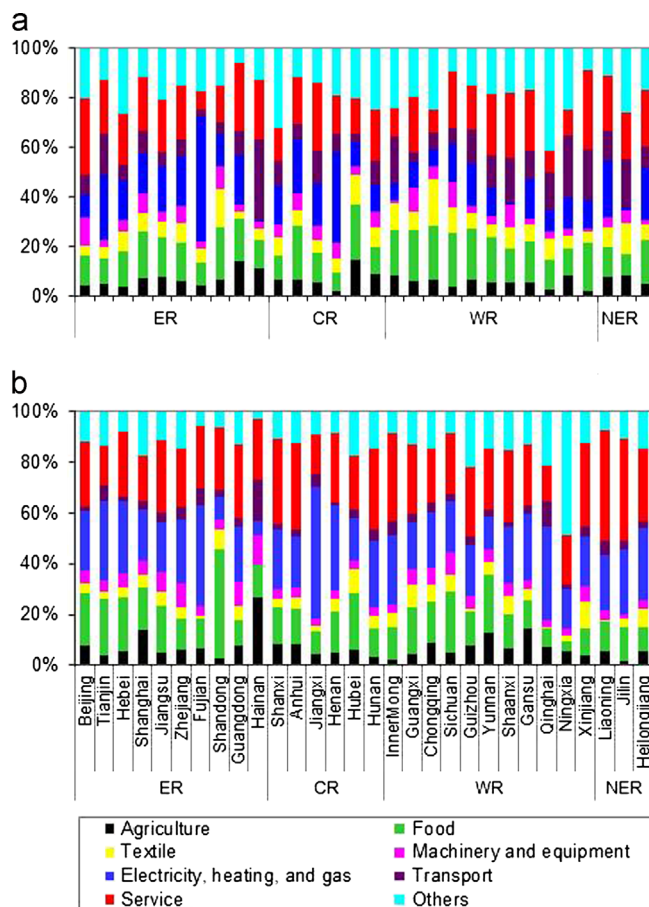 a
100%
80%
60%
40%
20%
0%
ER CR WR NER
b
100%
80%
60%
40%
20%
0%
Beijing
Tianjin
Hebei
Shanghai
Jiangsu
Zhejiang
Fujian
Shandong
Guangdong
Hainan
Shanxi
Anhui
Jiangxi
Henan
Hubei
Hunan
InnerMong
Guangxi
Chongqing
Sichuan
Guizhou
Yunnan
Shaanxi
Gansu
Qinghai
Ningxia
Xinjiang
Liaoning
Jilin
Heilongjiang
ER CR WR NER
Agriculture Food
Textile Machinery and equipment
Electricity, heating, and gas Transport
Service Others